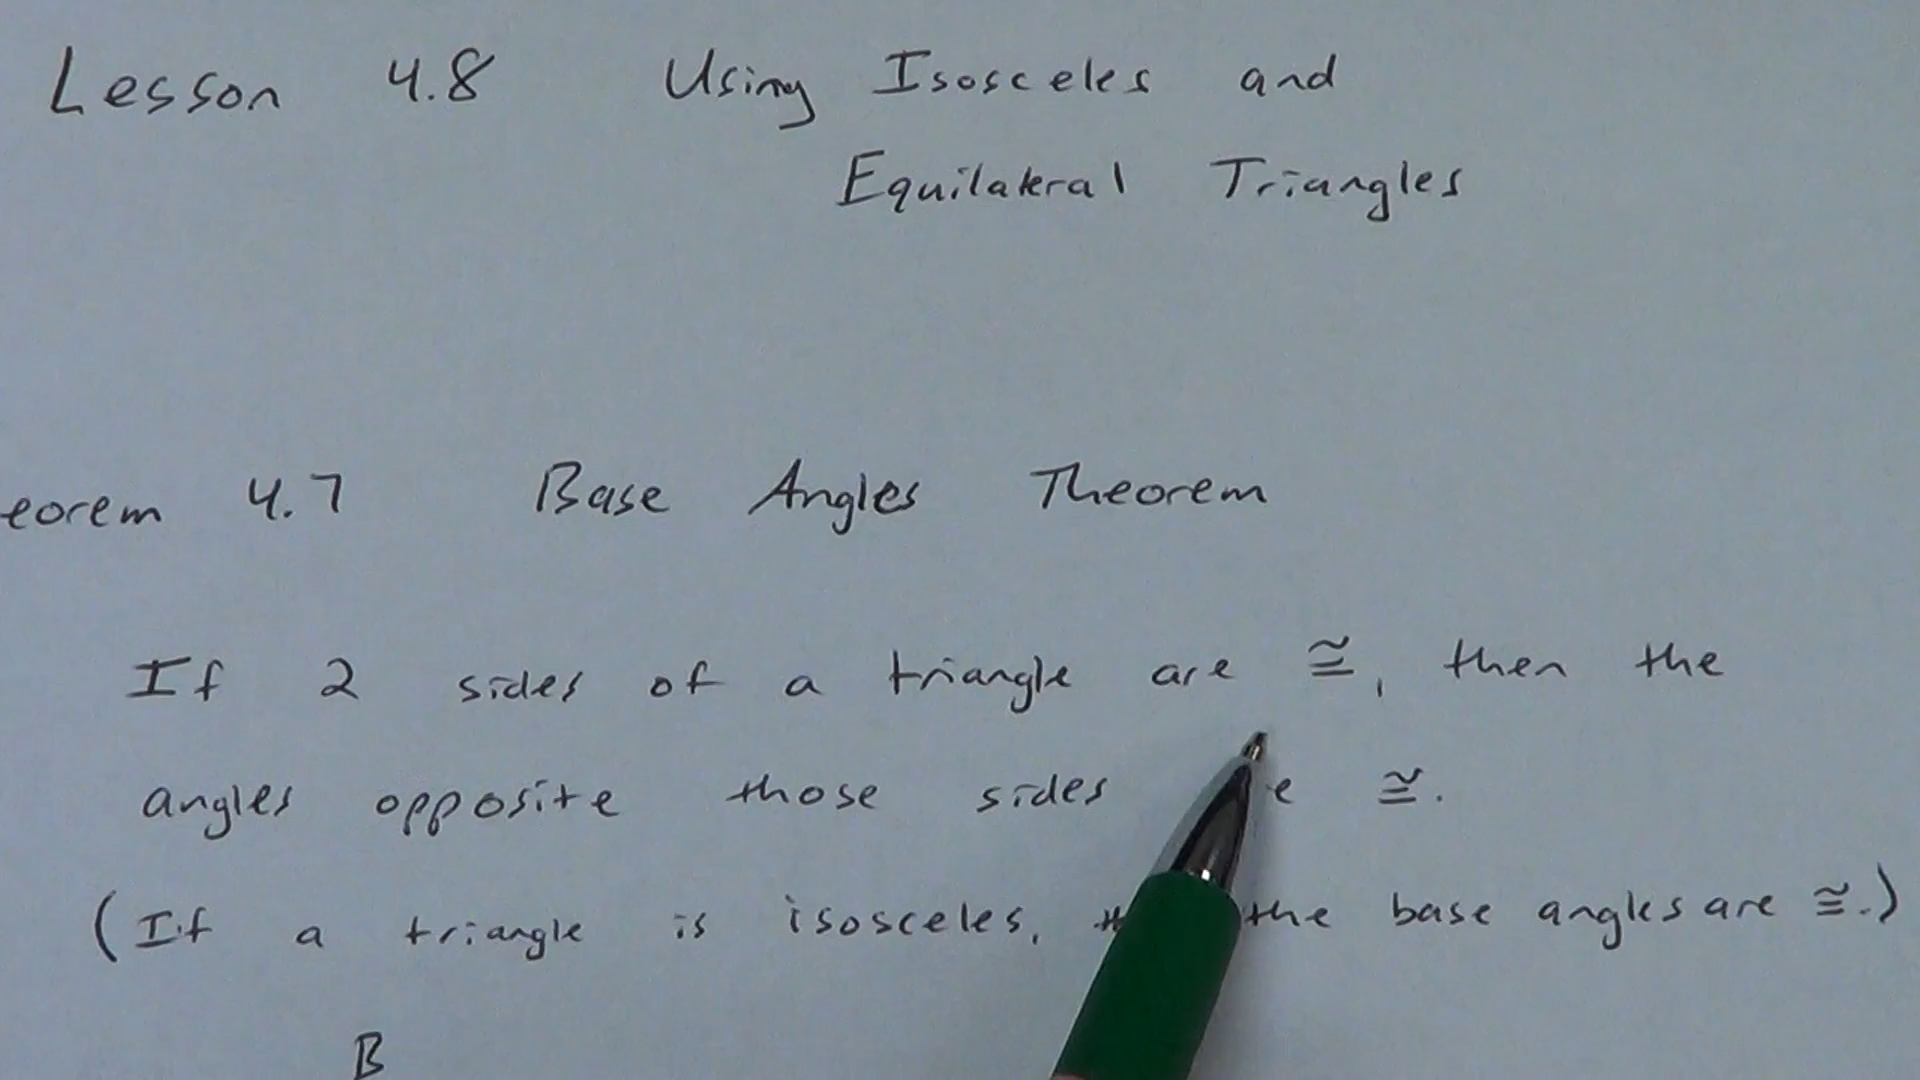 Lesson 4.8 Using Isosceles and
Equilateral Triangles
eorem 4.7 Base Angles Theorem
If 2 sides of a triangle are ≅, then the
angles opposite those sides e ≅.
(If a triangle is isosceles, the base angles are ≅.)
B